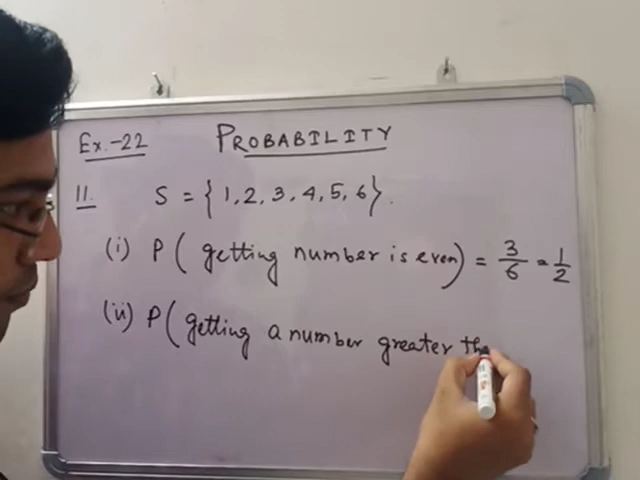 Ex.-22 PROBABILITY
11. S = {1, 2, 3, 4, 5, 6}.
(i) P( getting number is even) = 3/6 = 1/2
(ii) P( getting a number greater th